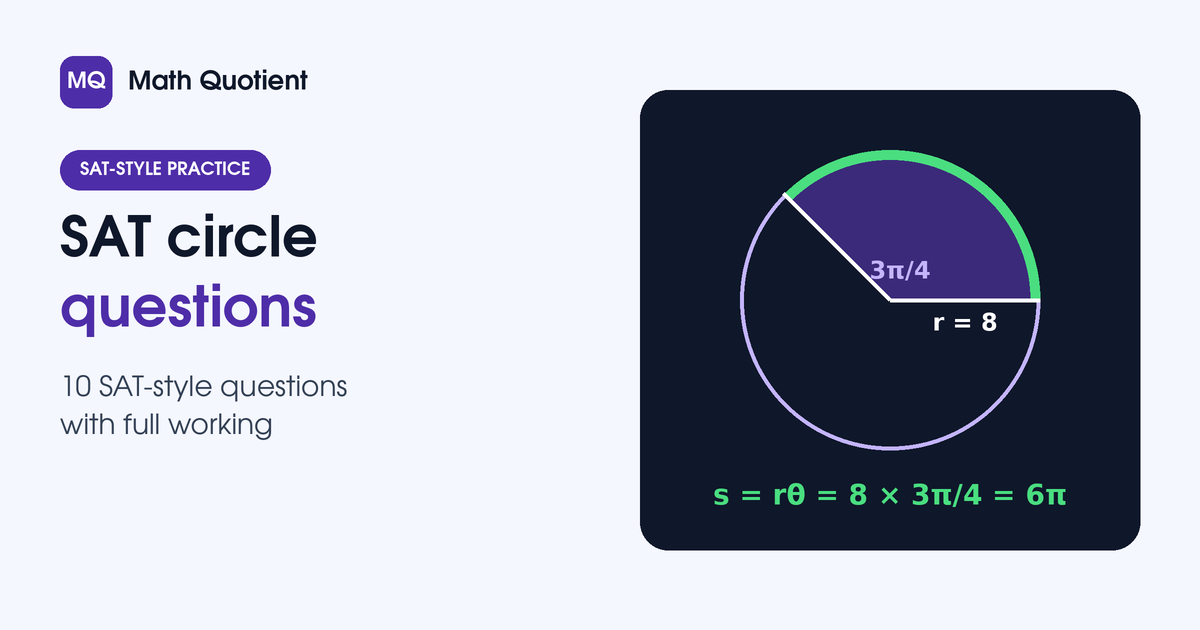 MQ
Math Quotient
SAT-STYLE PRACTICE
SAT circle
questions
10 SAT-style questions
with full working
3π/4
r = 8
s = rθ = 8 × 3π/4 = 6π